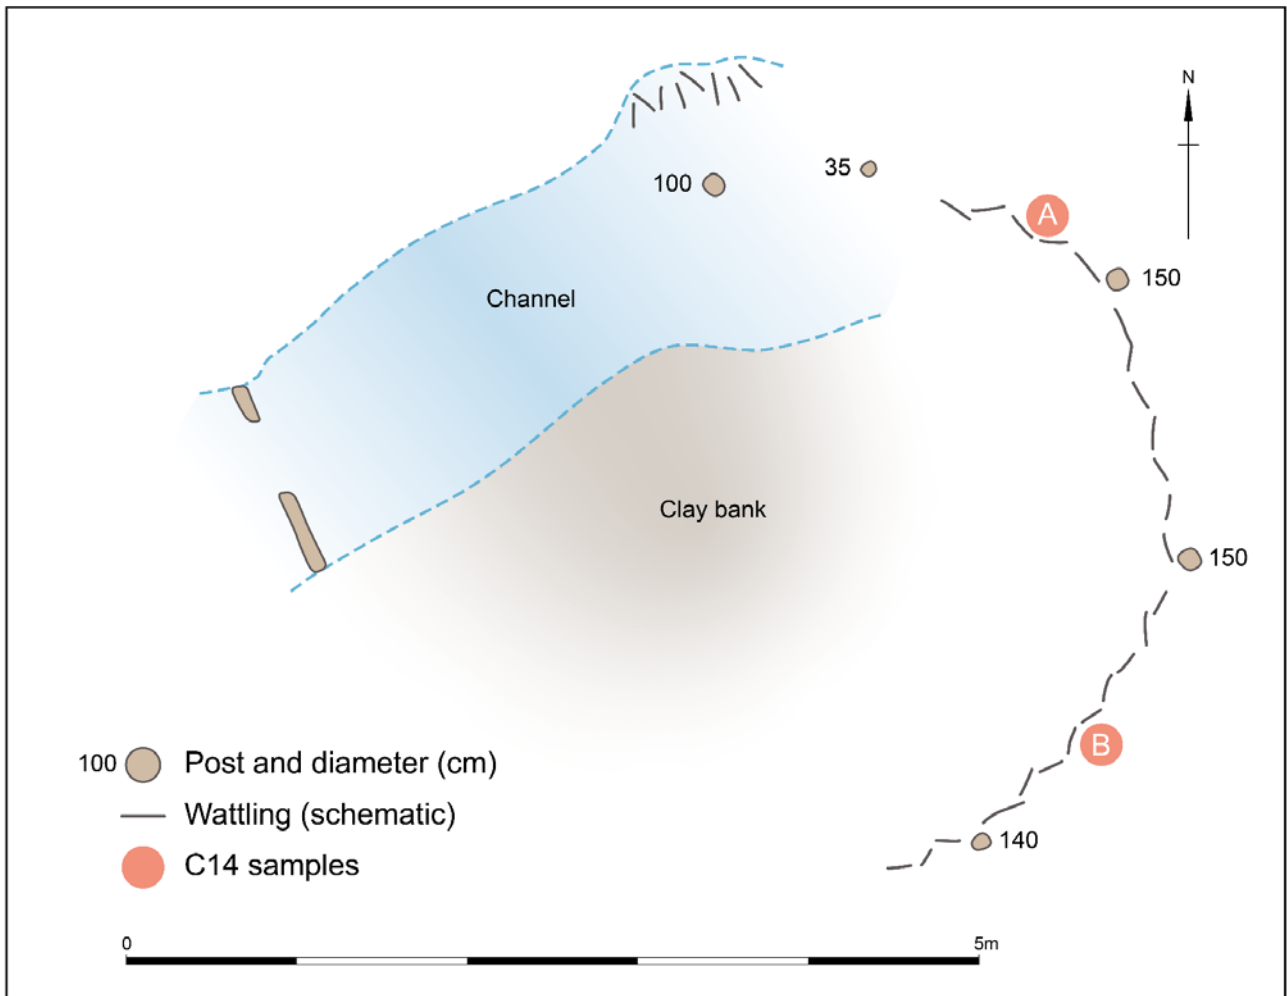 N
35
100
A
150
Channel
Clay bank
150
B
100 Post and diameter (cm)
Wattling (schematic)
140
C14 samples
0 5m